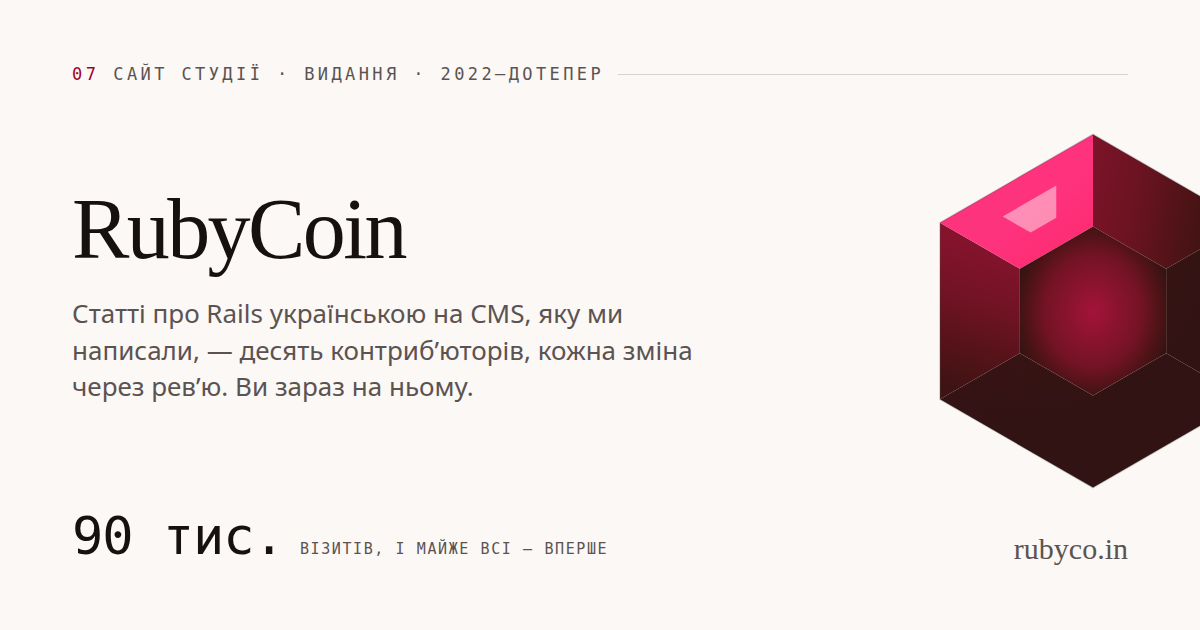 07 САЙТ СТУДІЇ · ВИДАННЯ · 2022—ДОТЕПЕР
RubyCoin
Статті про Rails українською на CMS, яку ми
написали, — десять контриб’юторів, кожна зміна
через рев’ю. Ви зараз на ньому.
90 тис. ВІЗИТІВ, І МАЙЖЕ ВСІ — ВПЕРШЕ
rubyco.in